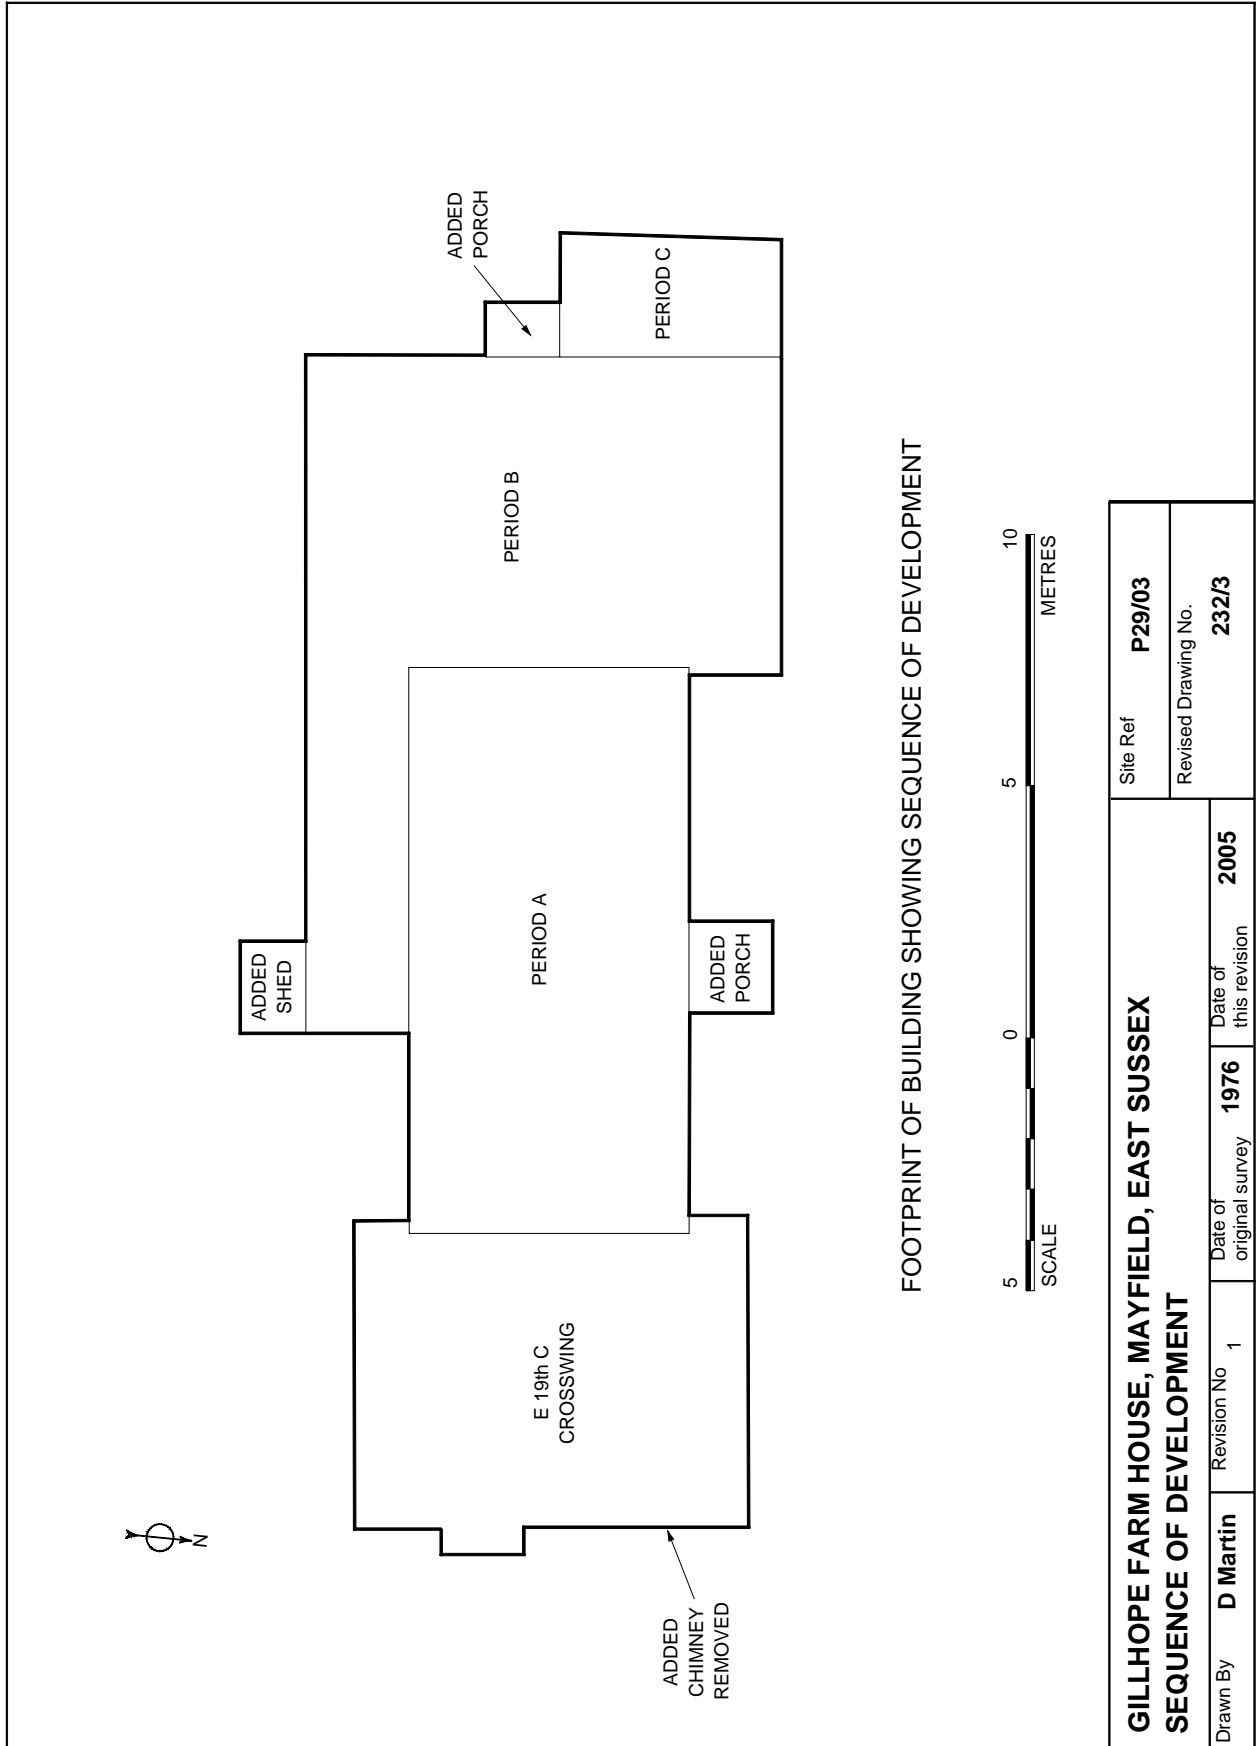 ADDED
SHED
ADDED
PORCH
PERIOD B
PERIOD C
PERIOD A
E 19th C
CROSSWING
ADDED
PORCH
N
ADDED
CHIMNEY
REMOVED
FOOTPRINT OF BUILDING SHOWING SEQUENCE OF DEVELOPMENT
5 0 5 10
SCALE METRES
GILLHOPE FARM HOUSE, MAYFIELD, EAST SUSSEX
SEQUENCE OF DEVELOPMENT
Site Ref P29/03
Revised Drawing No.
232/3
Drawn By D Martin
Revision No 1
Date of
original survey 1976
Date of
this revision 2005